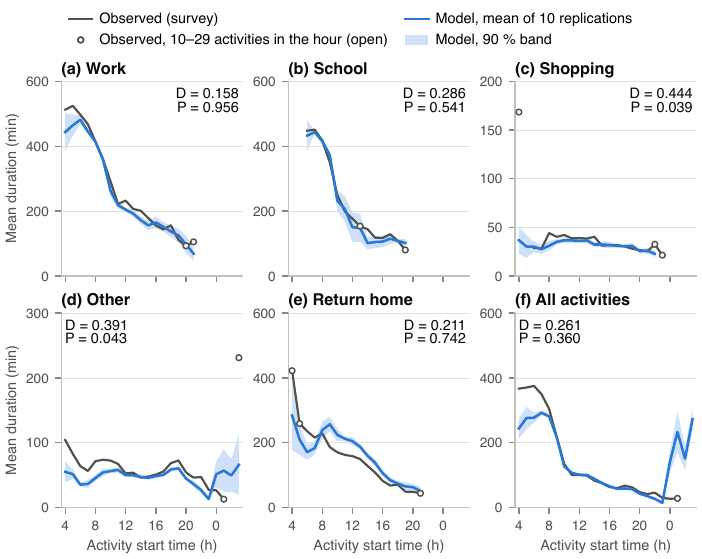 Observed (survey)
Model, mean of 10 replications
Observed, 10–29 activities in the hour (open)
Model, 90 % band
(a) Work
(b) School
(c) Shopping
D = 0.158
P = 0.956
D = 0.286
P = 0.541
D = 0.444
P = 0.039
Mean duration (min)
600
400
200
0
600
400
200
0
200
150
100
50
0
(d) Other
(e) Return home
(f) All activities
D = 0.391
P = 0.043
D = 0.211
P = 0.742
D = 0.261
P = 0.360
Mean duration (min)
300
200
100
0
600
400
200
0
600
400
200
0
4 8 12 16 20 0
4 8 12 16 20 0
4 8 12 16 20 0
Activity start time (h)
Activity start time (h)
Activity start time (h)